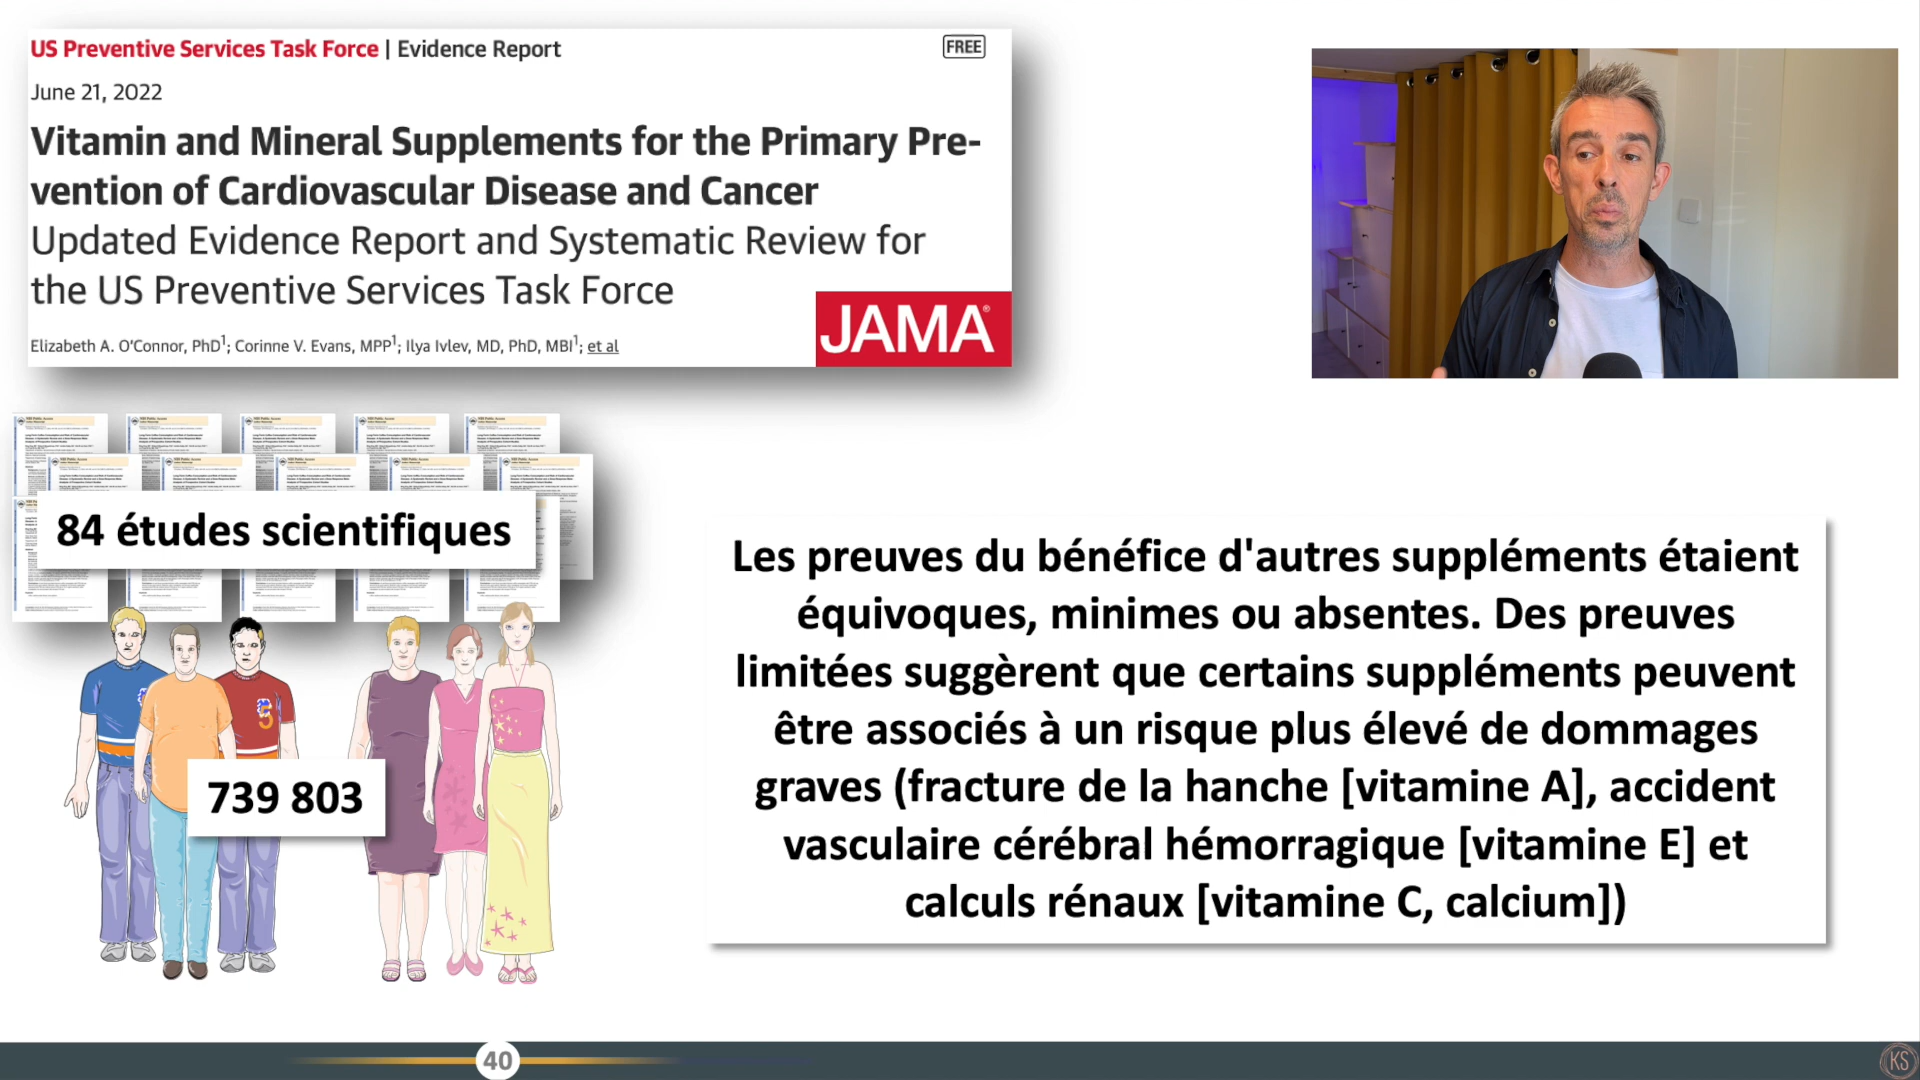 US Preventive Services Task Force | Evidence Report
FREE
June 21, 2022
Vitamin and Mineral Supplements for the Primary Pre-
vention of Cardiovascular Disease and Cancer
Updated Evidence Report and Systematic Review for
the US Preventive Services Task Force
JAMA®
Elizabeth A. O'Connor, PhD1; Corinne V. Evans, MPP1; Ilya Ivlev, MD, PhD, MBI1; et al
84 études scientifiques
739 803
Les preuves du bénéfice d'autres suppléments étaient
équivoques, minimes ou absentes. Des preuves
limitées suggèrent que certains suppléments peuvent
être associés à un risque plus élevé de dommages
graves (fracture de la hanche [vitamine A], accident
vasculaire cérébral hémorragique [vitamine E] et
calculs rénaux [vitamine C, calcium])
40
KS